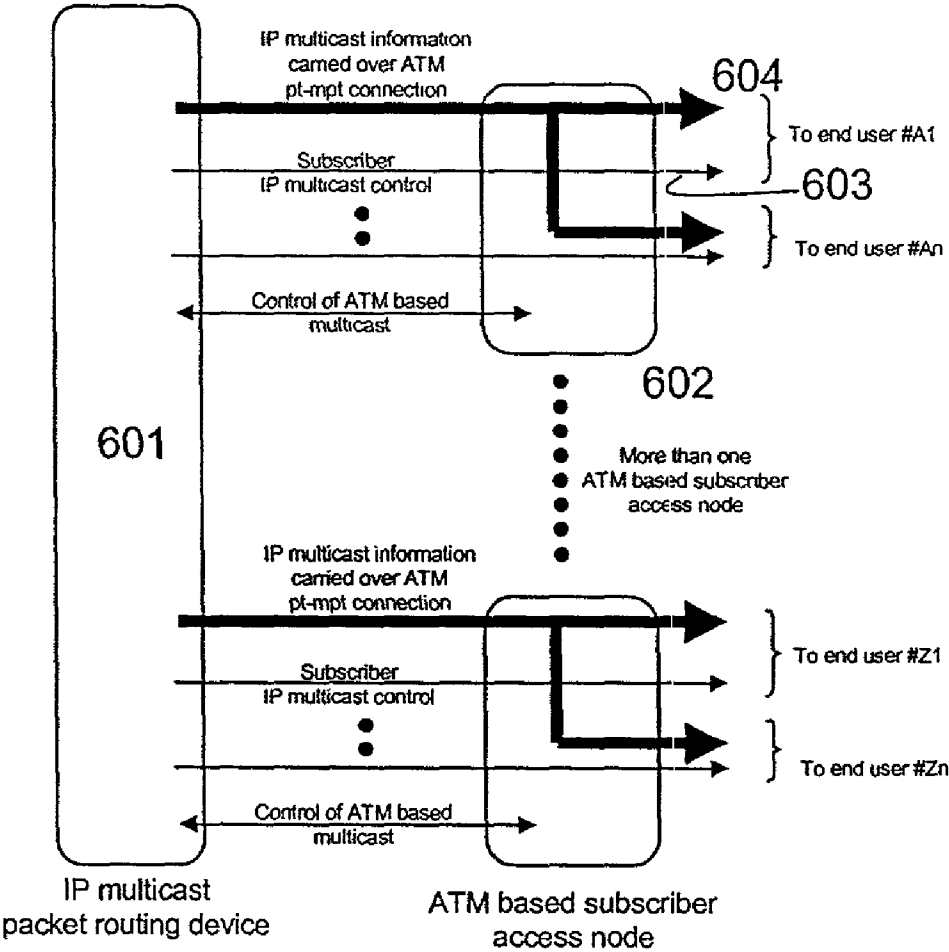 IP multicast information
carried over ATM
pt-mpt connection
604
To end user #A1
Subscriber
IP multicast control
603
To end user #An
Control of ATM based
multicast
602
601
More than one
ATM based subscriber
access node
IP multicast information
carried over ATM
pt-mpt connection
To end user #Z1
Subscriber
IP multicast control
To end user #Zn
Control of ATM based
multicast
IP multicast
packet routing device
ATM based subscriber
access node